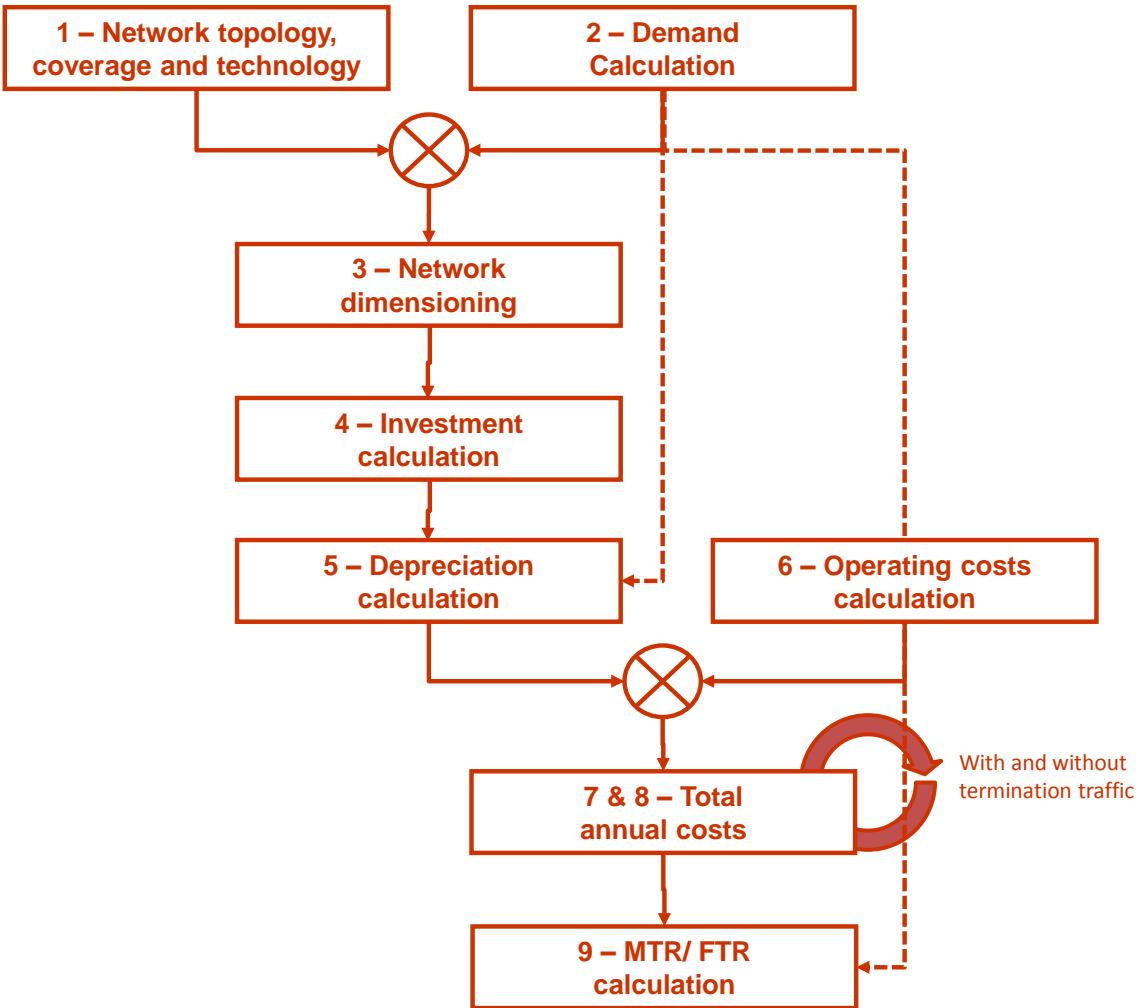 1 – Network topology,
coverage and technology
2 – Demand
Calculation
3 – Network
dimensioning
4 – Investment
calculation
5 – Depreciation
calculation
6 – Operating costs
calculation
With and without
termination traffic
7 & 8 – Total
annual costs
9 – MTR/ FTR
calculation